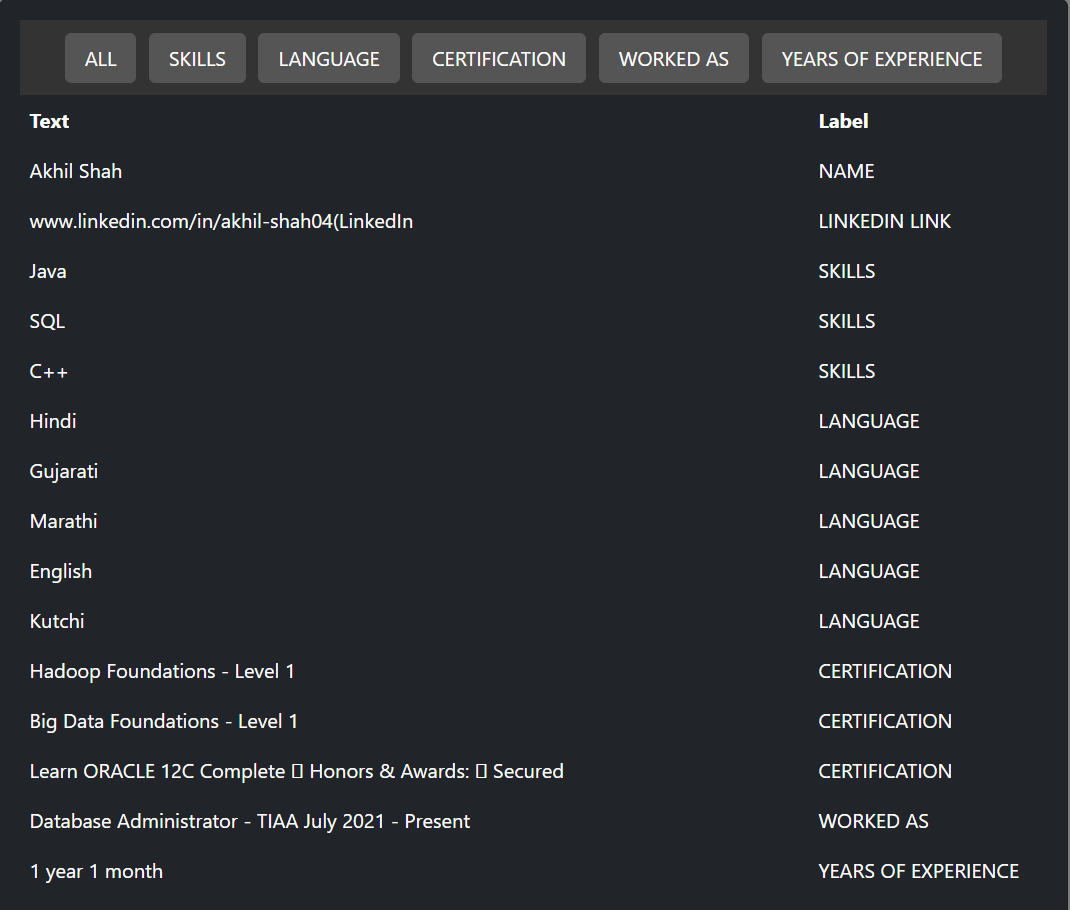 ALL SKILLS LANGUAGE CERTIFICATION WORKED AS YEARS OF EXPERIENCE
Text Label
Akhil Shah NAME
www.linkedin.com/in/akhil-shah04(LinkedIn LINKEDIN LINK
Java SKILLS
SQL SKILLS
C++ SKILLS
Hindi LANGUAGE
Gujarati LANGUAGE
Marathi LANGUAGE
English LANGUAGE
Kutchi LANGUAGE
Hadoop Foundations - Level 1 CERTIFICATION
Big Data Foundations - Level 1 CERTIFICATION
Learn ORACLE 12C Complete ▯ Honors & Awards: ▯ Secured CERTIFICATION
Database Administrator - TIAA July 2021 - Present WORKED AS
1 year 1 month YEARS OF EXPERIENCE